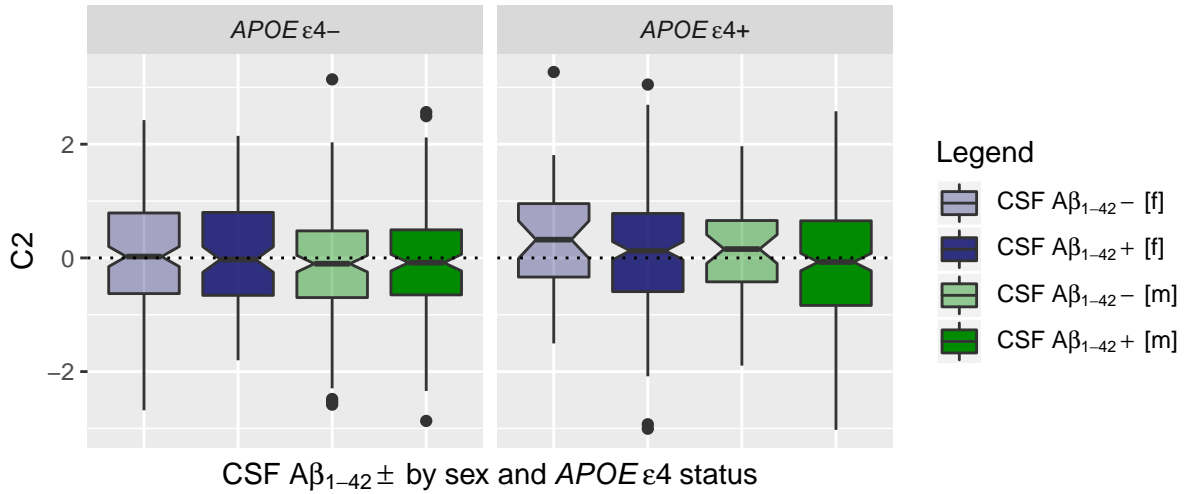 APOE ε4–
APOE ε4+
C2
2
0
–2
CSF Aβ1–42 ± by sex and APOE ε4 status
Legend
CSF Aβ1–42 – [f]
CSF Aβ1–42 + [f]
CSF Aβ1–42 – [m]
CSF Aβ1–42 + [m]